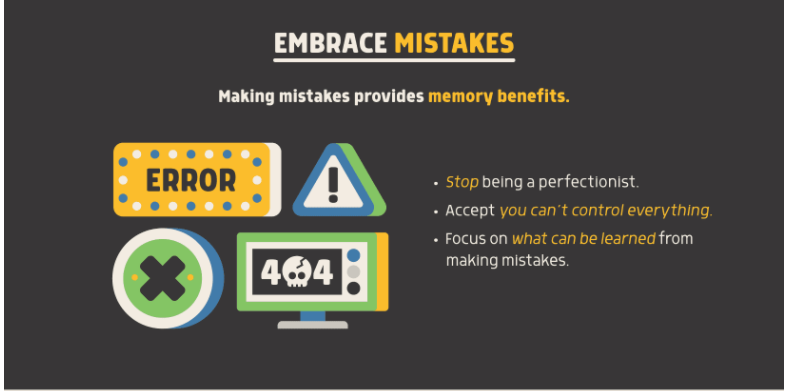 EMBRACE MISTAKES
Making mistakes provides memory benefits.
ERROR
!
404
• Stop being a perfectionist.
• Accept you can't control everything.
• Focus on what can be learned from
making mistakes.